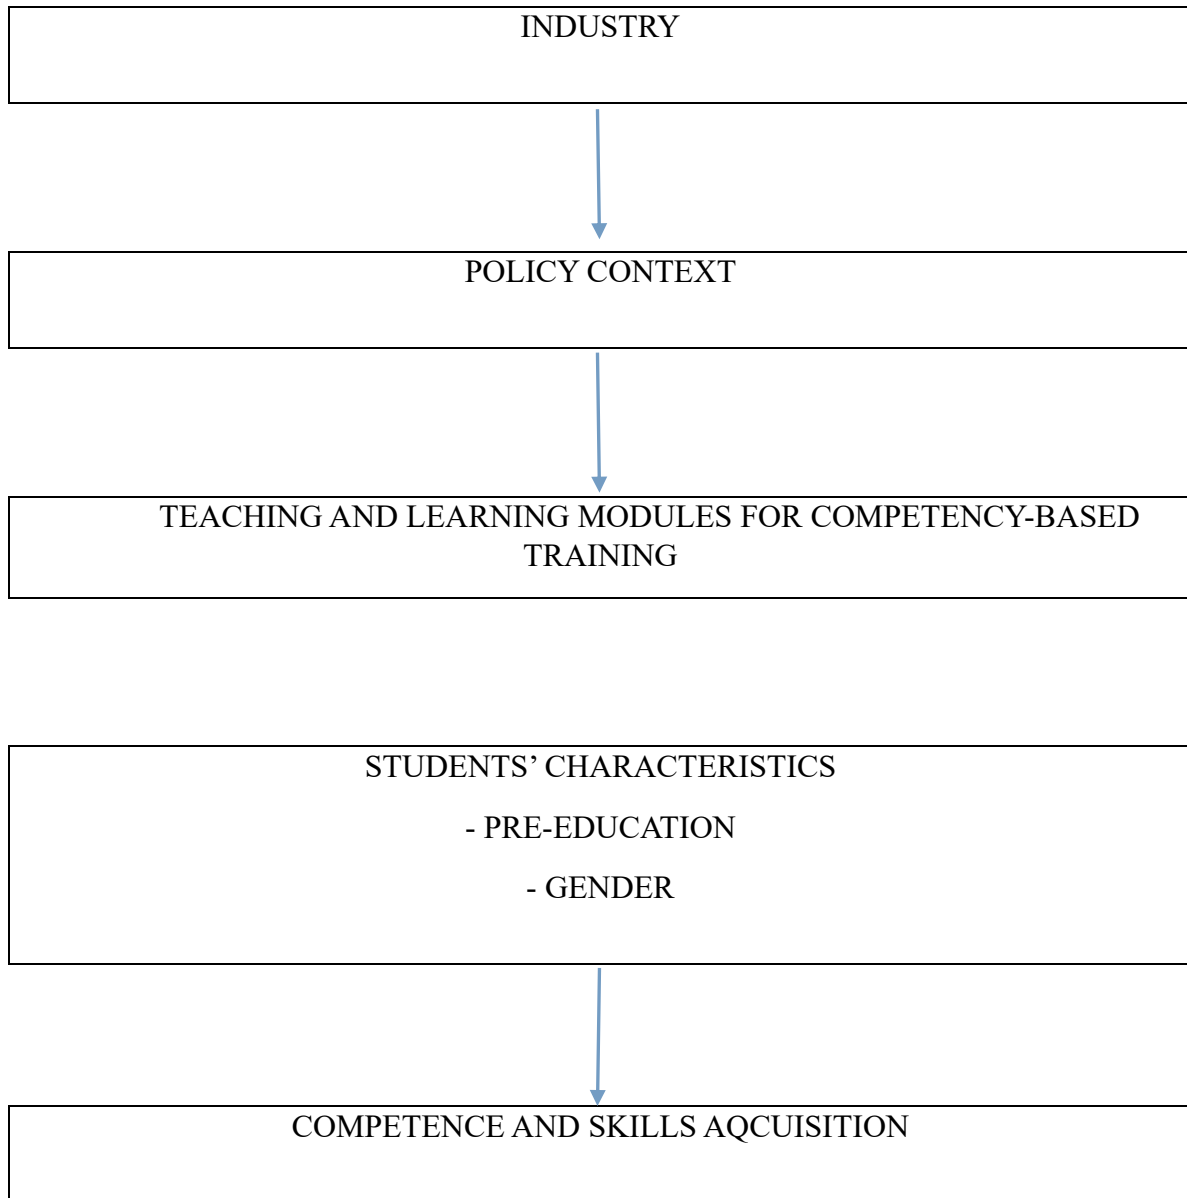 INDUSTRY
POLICY CONTEXT
TEACHING AND LEARNING MODULES FOR COMPETENCY-BASED
TRAINING
STUDENTS’ CHARACTERISTICS
- PRE-EDUCATION
- GENDER
COMPETENCE AND SKILLS AQCUISITION